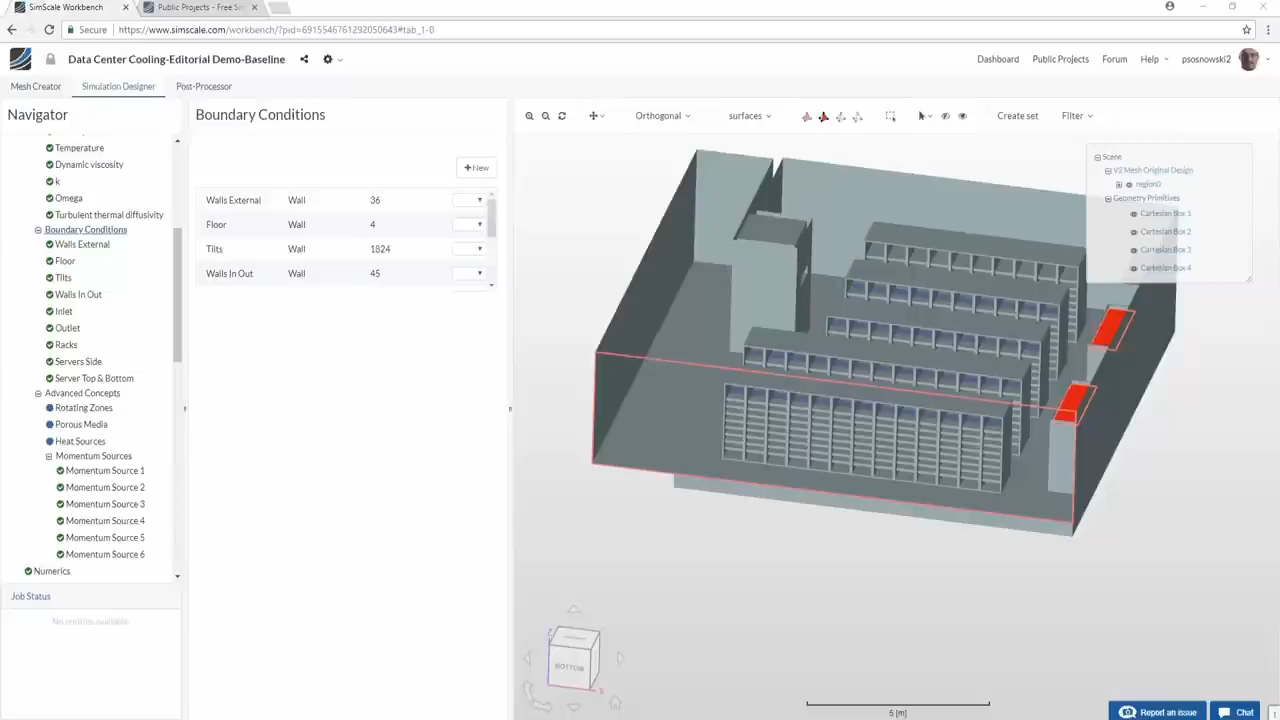 SimScale Workbench
Public Projects - Free Sim
Secure https://www.simscale.com/workbench/?pid=6915546761292050643#tab_1-0
Data Center Cooling-Editorial Demo-Baseline
Dashboard Public Projects Forum Help psosnowski2
Mesh Creator Simulation Designer Post-Processor
Navigator
Temperature
Dynamic viscosity
k
Omega
Turbulent thermal diffusivity
Boundary Conditions
Walls External
Floor
TIlts
Walls In Out
Inlet
Outlet
Racks
Servers Side
Server Top & Bottom
Advanced Concepts
Rotating Zones
Porous Media
Heat Sources
Momentum Sources
Momentum Source 1
Momentum Source 2
Momentum Source 3
Momentum Source 4
Momentum Source 5
Momentum Source 6
Numerics
Job Status
No entities available.
Boundary Conditions
+ New
Walls External Wall 36
Floor Wall 4
TIlts Wall 1824
Walls In Out Wall 45
Orthogonal surfaces Create set Filter
Scene
V2 Mesh Original Design
region0
Geometry Primitives
Cartesian Box 1
Cartesian Box 2
Cartesian Box 3
Cartesian Box 4
Z
BOTTOM
X
5 [m]
Report an issue Chat